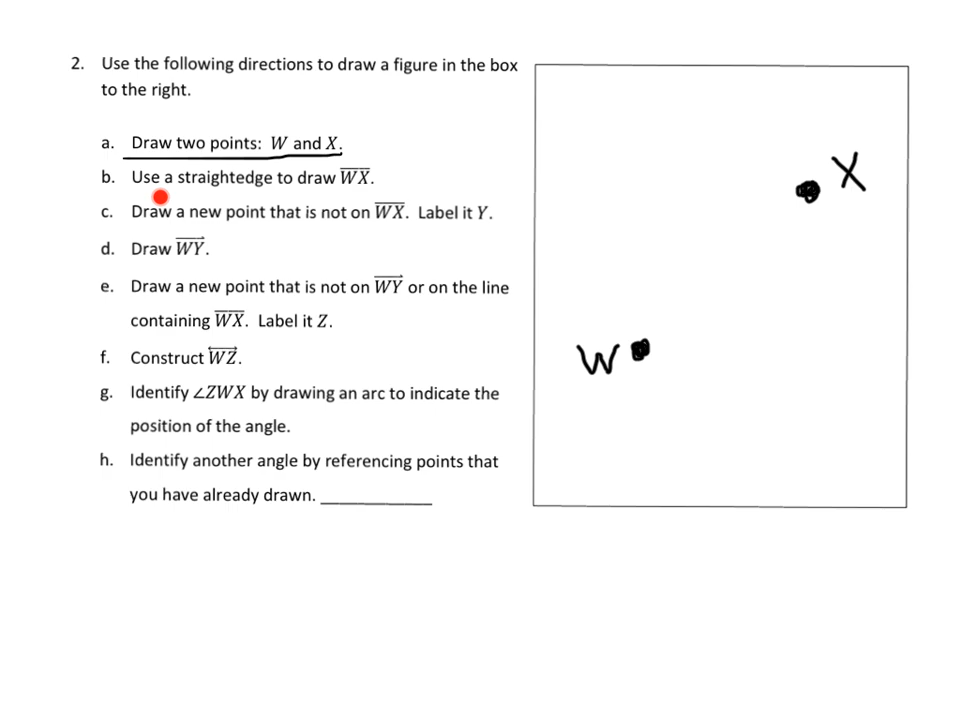 2. Use the following directions to draw a figure in the box
to the right.
a. Draw two points: W and X.
b. Use a straightedge to draw W̅X̅.
c. Draw a new point that is not on W̅X̅. Label it Y.
d. Draw \overrightarrow{WY}.
e. Draw a new point that is not on \overrightarrow{WY} or on the line
containing W̅X̅. Label it Z.
f. Construct \overleftrightarrow{WZ}.
g. Identify ∠ZWX by drawing an arc to indicate the
position of the angle.
h. Identify another angle by referencing points that
you have already drawn. ____________
X
W